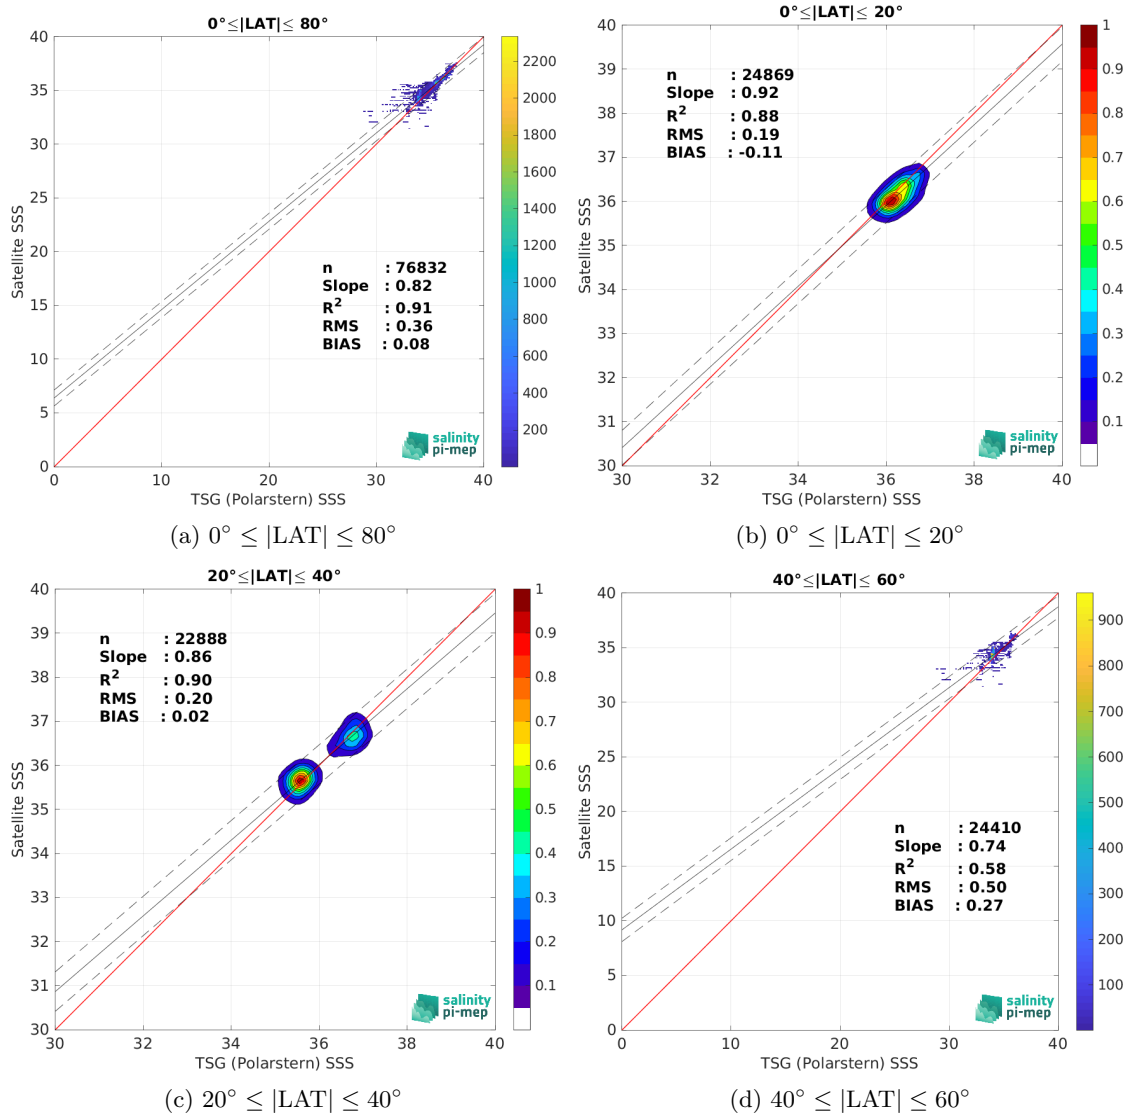 0°≤|LAT|≤ 80°
40
35
30
25
20
15
10
5
0
0
10
20
30
40
Satellite SSS
TSG (Polarstern) SSS
n : 76832
Slope : 0.82
R² : 0.91
RMS : 0.36
BIAS : 0.08
salinity
pi-mep
2200
2000
1800
1600
1400
1200
1000
800
600
400
200
(a) 0° ≤ |LAT| ≤ 80°
0°≤|LAT|≤ 20°
40
39
38
37
36
35
34
33
32
31
30
30
32
34
36
38
40
Satellite SSS
TSG (Polarstern) SSS
n : 24869
Slope : 0.92
R² : 0.88
RMS : 0.19
BIAS : -0.11
salinity
pi-mep
1
0.9
0.8
0.7
0.6
0.5
0.4
0.3
0.2
0.1
(b) 0° ≤ |LAT| ≤ 20°
20°≤|LAT|≤ 40°
40
39
38
37
36
35
34
33
32
31
30
30
32
34
36
38
40
Satellite SSS
TSG (Polarstern) SSS
n : 22888
Slope : 0.86
R² : 0.90
RMS : 0.20
BIAS : 0.02
salinity
pi-mep
1
0.9
0.8
0.7
0.6
0.5
0.4
0.3
0.2
0.1
(c) 20° ≤ |LAT| ≤ 40°
40°≤|LAT|≤ 60°
40
35
30
25
20
15
10
5
0
0
10
20
30
40
Satellite SSS
TSG (Polarstern) SSS
n : 24410
Slope : 0.74
R² : 0.58
RMS : 0.50
BIAS : 0.27
salinity
pi-mep
900
800
700
600
500
400
300
200
100
(d) 40° ≤ |LAT| ≤ 60°